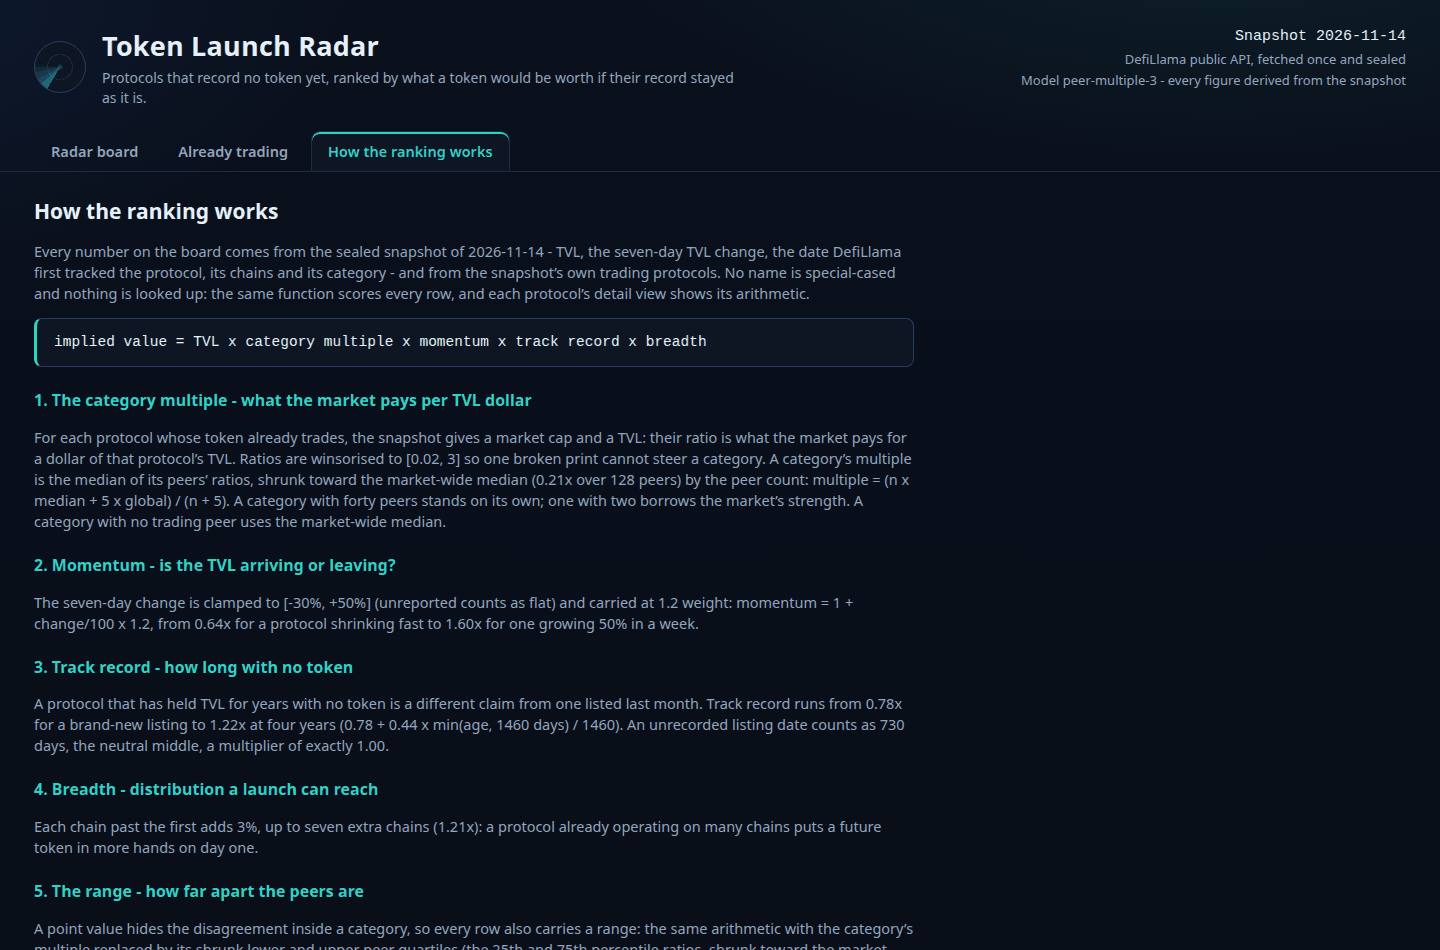 Token Launch Radar
Protocols that record no token yet, ranked by what a token would be worth if their record stayed
as it is.
Snapshot 2026-11-14
DefiLlama public API, fetched once and sealed
Model peer-multiple-3 - every figure derived from the snapshot
Radar board
Already trading
How the ranking works
How the ranking works
Every number on the board comes from the sealed snapshot of 2026-11-14 - TVL, the seven-day TVL change, the date DefiLlama
first tracked the protocol, its chains and its category - and from the snapshot’s own trading protocols. No name is special-cased
and nothing is looked up: the same function scores every row, and each protocol’s detail view shows its arithmetic.
implied value = TVL x category multiple x momentum x track record x breadth
1. The category multiple - what the market pays per TVL dollar
For each protocol whose token already trades, the snapshot gives a market cap and a TVL: their ratio is what the market pays for
a dollar of that protocol’s TVL. Ratios are winsorised to [0.02, 3] so one broken print cannot steer a category. A category’s multiple
is the median of its peers’ ratios, shrunk toward the market-wide median (0.21x over 128 peers) by the peer count: multiple = (n x
median + 5 x global) / (n + 5). A category with forty peers stands on its own; one with two borrows the market’s strength. A
category with no trading peer uses the market-wide median.
2. Momentum - is the TVL arriving or leaving?
The seven-day change is clamped to [-30%, +50%] (unreported counts as flat) and carried at 1.2 weight: momentum = 1 +
change/100 x 1.2, from 0.64x for a protocol shrinking fast to 1.60x for one growing 50% in a week.
3. Track record - how long with no token
A protocol that has held TVL for years with no token is a different claim from one listed last month. Track record runs from 0.78x
for a brand-new listing to 1.22x at four years (0.78 + 0.44 x min(age, 1460 days) / 1460). An unrecorded listing date counts as 730
days, the neutral middle, a multiplier of exactly 1.00.
4. Breadth - distribution a launch can reach
Each chain past the first adds 3%, up to seven extra chains (1.21x): a protocol already operating on many chains puts a future
token in more hands on day one.
5. The range - how far apart the peers are
A point value hides the disagreement inside a category, so every row also carries a range: the same arithmetic with the category’s
multiple replaced by its shrunk lower and upper peer quartiles (the 25th and 75th percentile ratios, shrunk toward the market